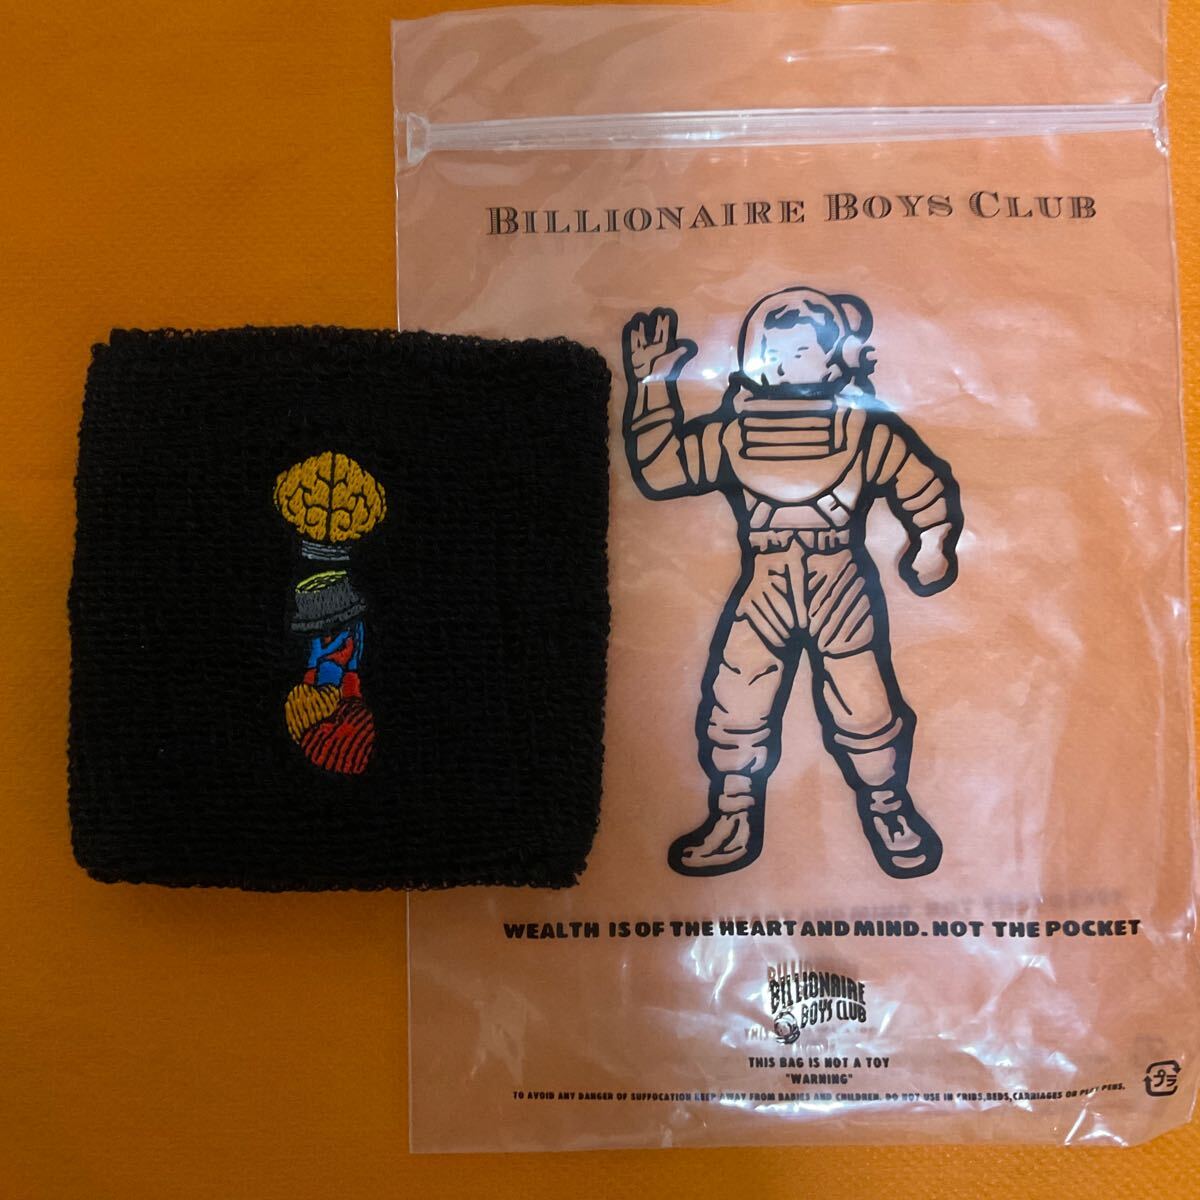 BILLIONAIRE BOYS CLUB
WEALTH IS OF THE HEART AND MIND. NOT THE POCKET
BILLIONAIRE
BOYS CLUB
THIS BAG IS NOT A TOY
"WARNING"
TO AVOID ANY DANGER OF SUFFOCATION KEEP AWAY FROM BABIES AND CHILDREN. DO NOT USE IN CRIBS,BEDS,CARRIAGES OR PLAY PENS.
プラ